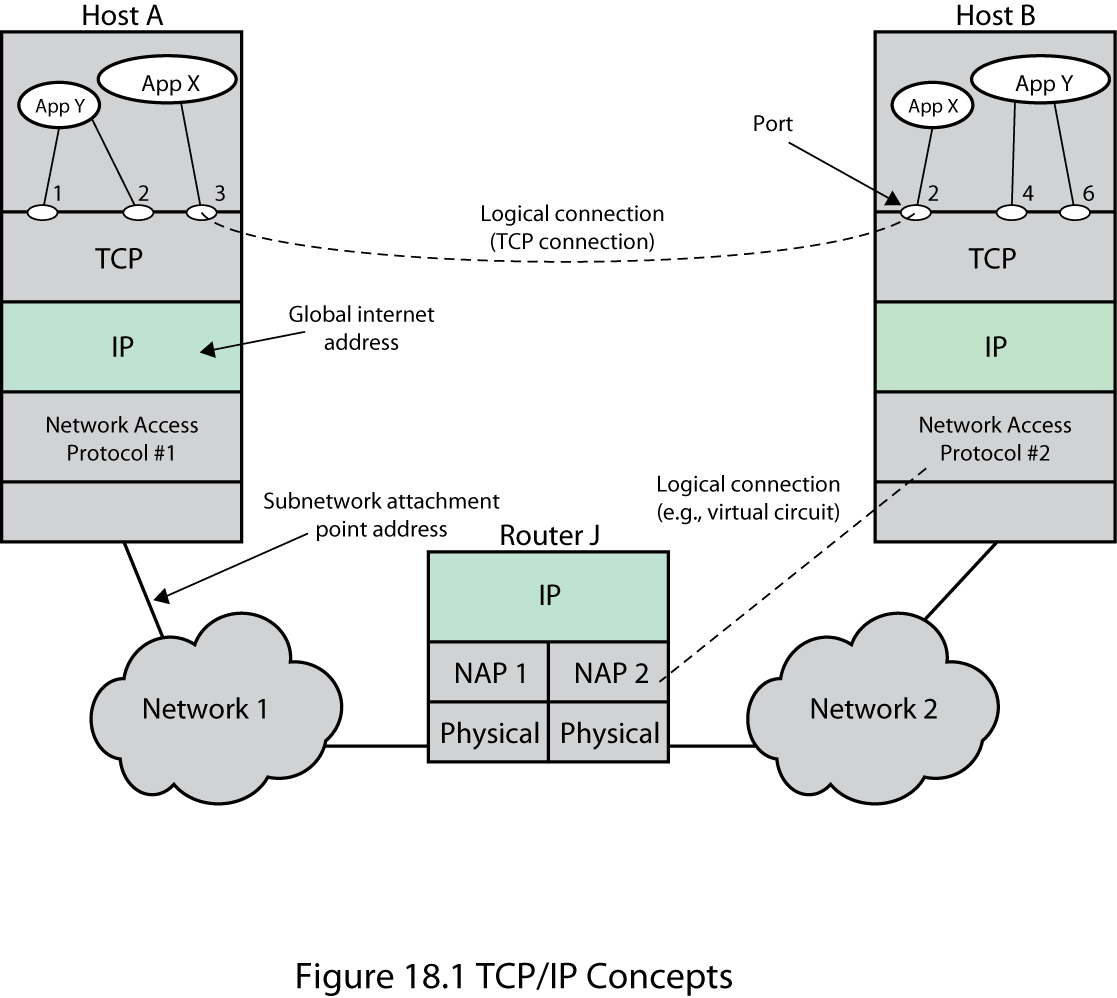 Host A
Host B
App Y
App X
App X
App Y
Port
1
2
3
2
4
6
Logical connection
(TCP connection)
TCP
TCP
Global internet
address
IP
IP
Network Access
Protocol #1
Network Access
Protocol #2
Subnetwork attachment
point address
Logical connection
(e.g., virtual circuit)
Router J
IP
NAP 1
NAP 2
Physical
Physical
Network 1
Network 2
Figure 18.1 TCP/IP Concepts